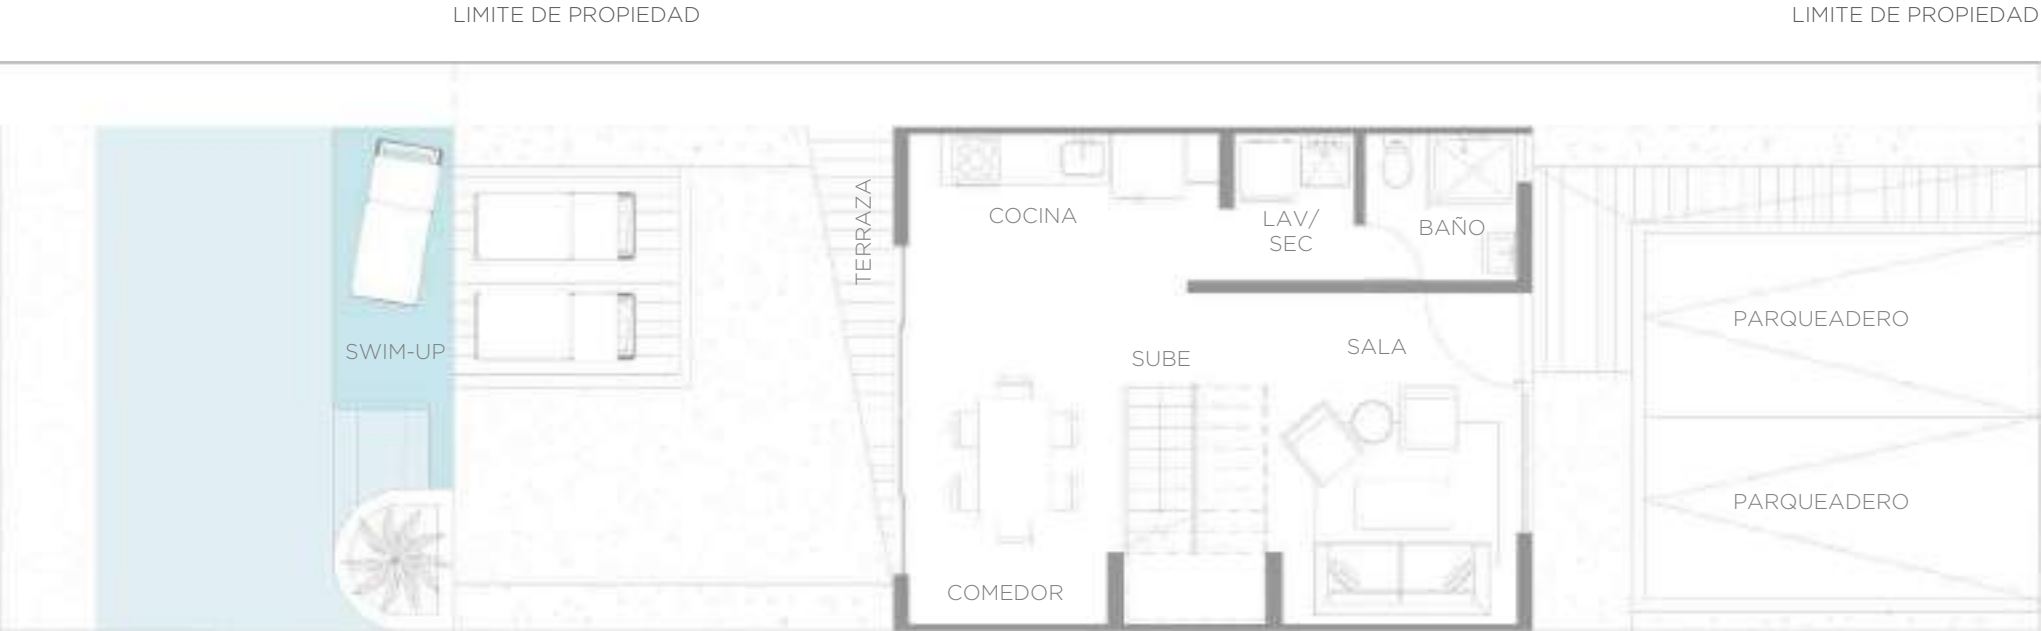 LIMITE DE PROPIEDAD
LIMITE DE PROPIEDAD
TERRAZA
COCINA
LAV/
SEC
BAÑO
SWIM-UP
SUBE
SALA
PARQUEADERO
PARQUEADERO
COMEDOR